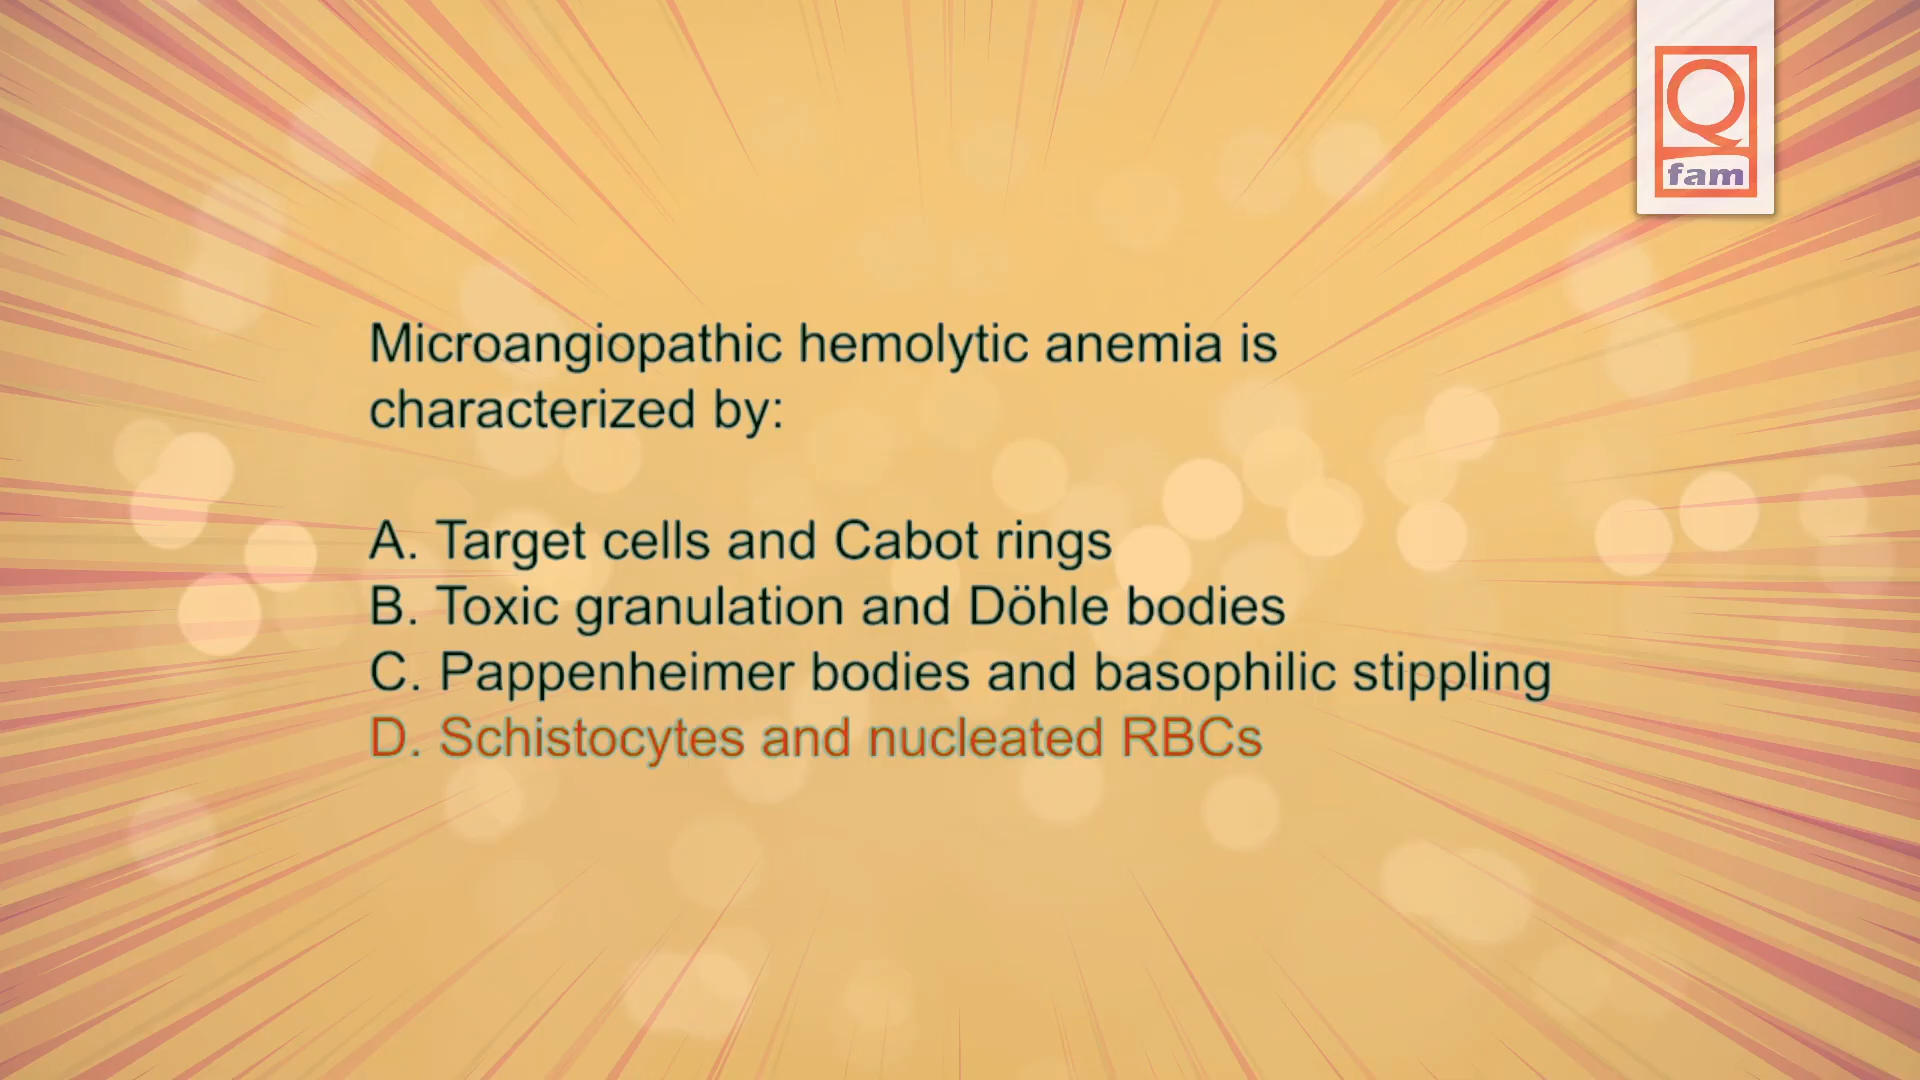 Q
fam
Microangiopathic hemolytic anemia is
characterized by:
A. Target cells and Cabot rings
B. Toxic granulation and Döhle bodies
C. Pappenheimer bodies and basophilic stippling
D. Schistocytes and nucleated RBCs